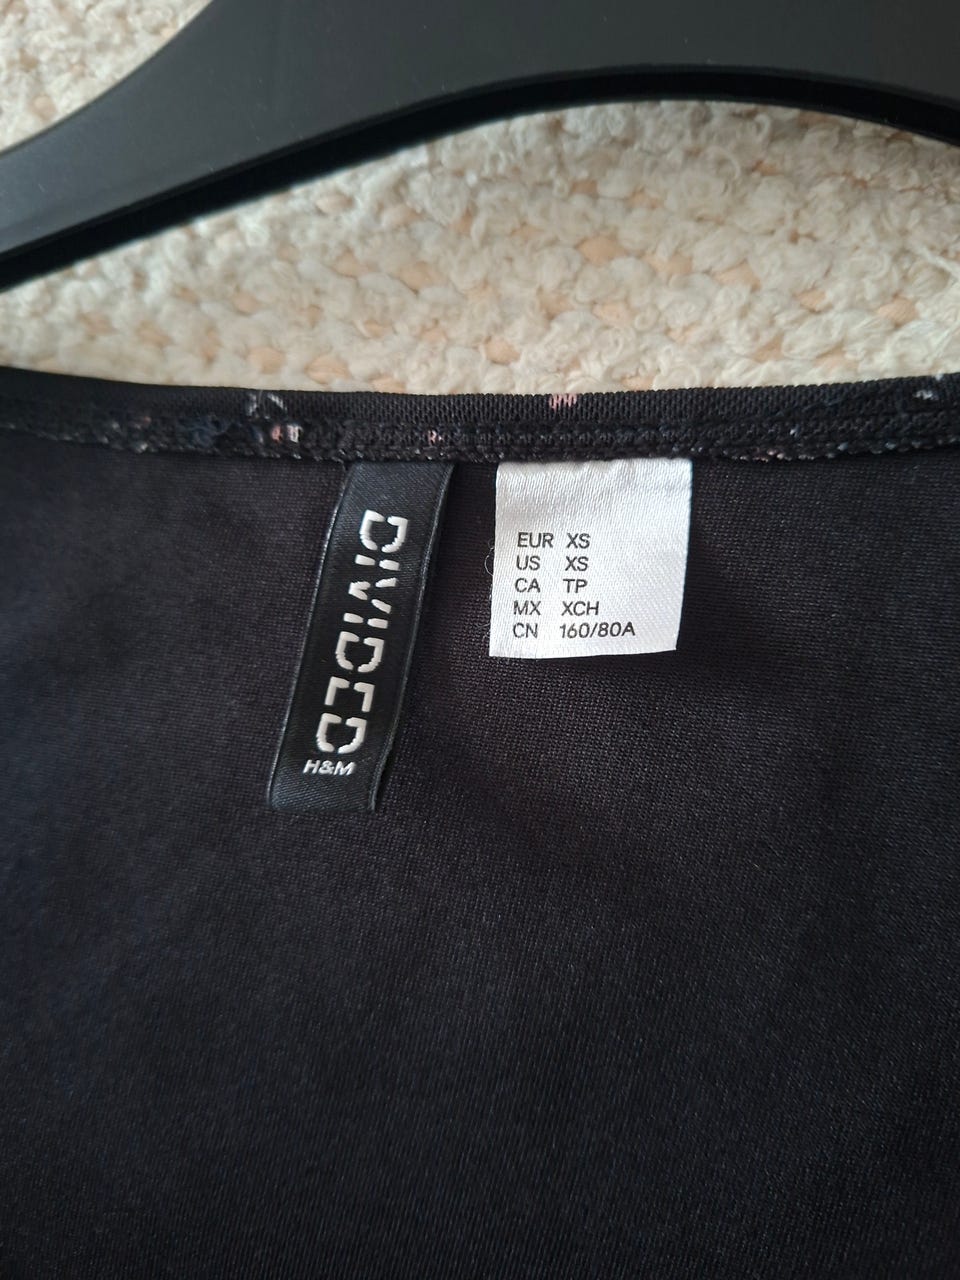 DIVIDED
H&M
EUR XS
US XS
CA TP
MX XCH
CN 160/80A